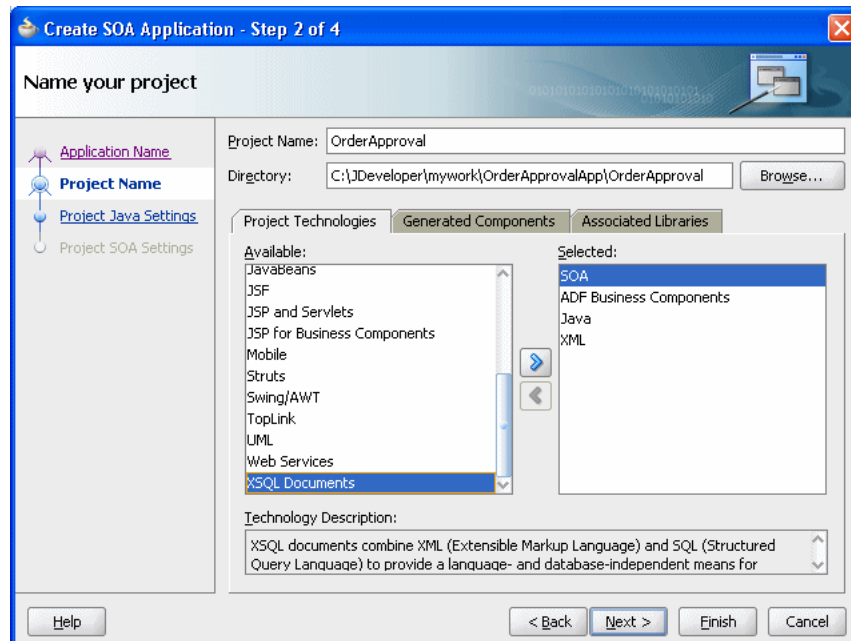 Create SOA Application - Step 2 of 4
Name your project
0101010101010101010101010101
01010101010
Application Name
Project Name
Project Java Settings
Project SOA Settings
Project Name: OrderApproval
Directory: C:\JDeveloper\mywork\OrderApprovalApp\OrderApproval Browse...
Project Technologies Generated Components Associated Libraries
Available:
JavaBeans
JSF
JSP and Servlets
JSP for Business Components
Mobile
Struts
Swing/AWT
TopLink
UML
Web Services
XSQL Documents
Selected:
SOA
ADF Business Components
Java
XML
Technology Description:
XSQL documents combine XML (Extensible Markup Language) and SQL (Structured
Query Language) to provide a language- and database-independent means for
Help < Back Next > Finish Cancel